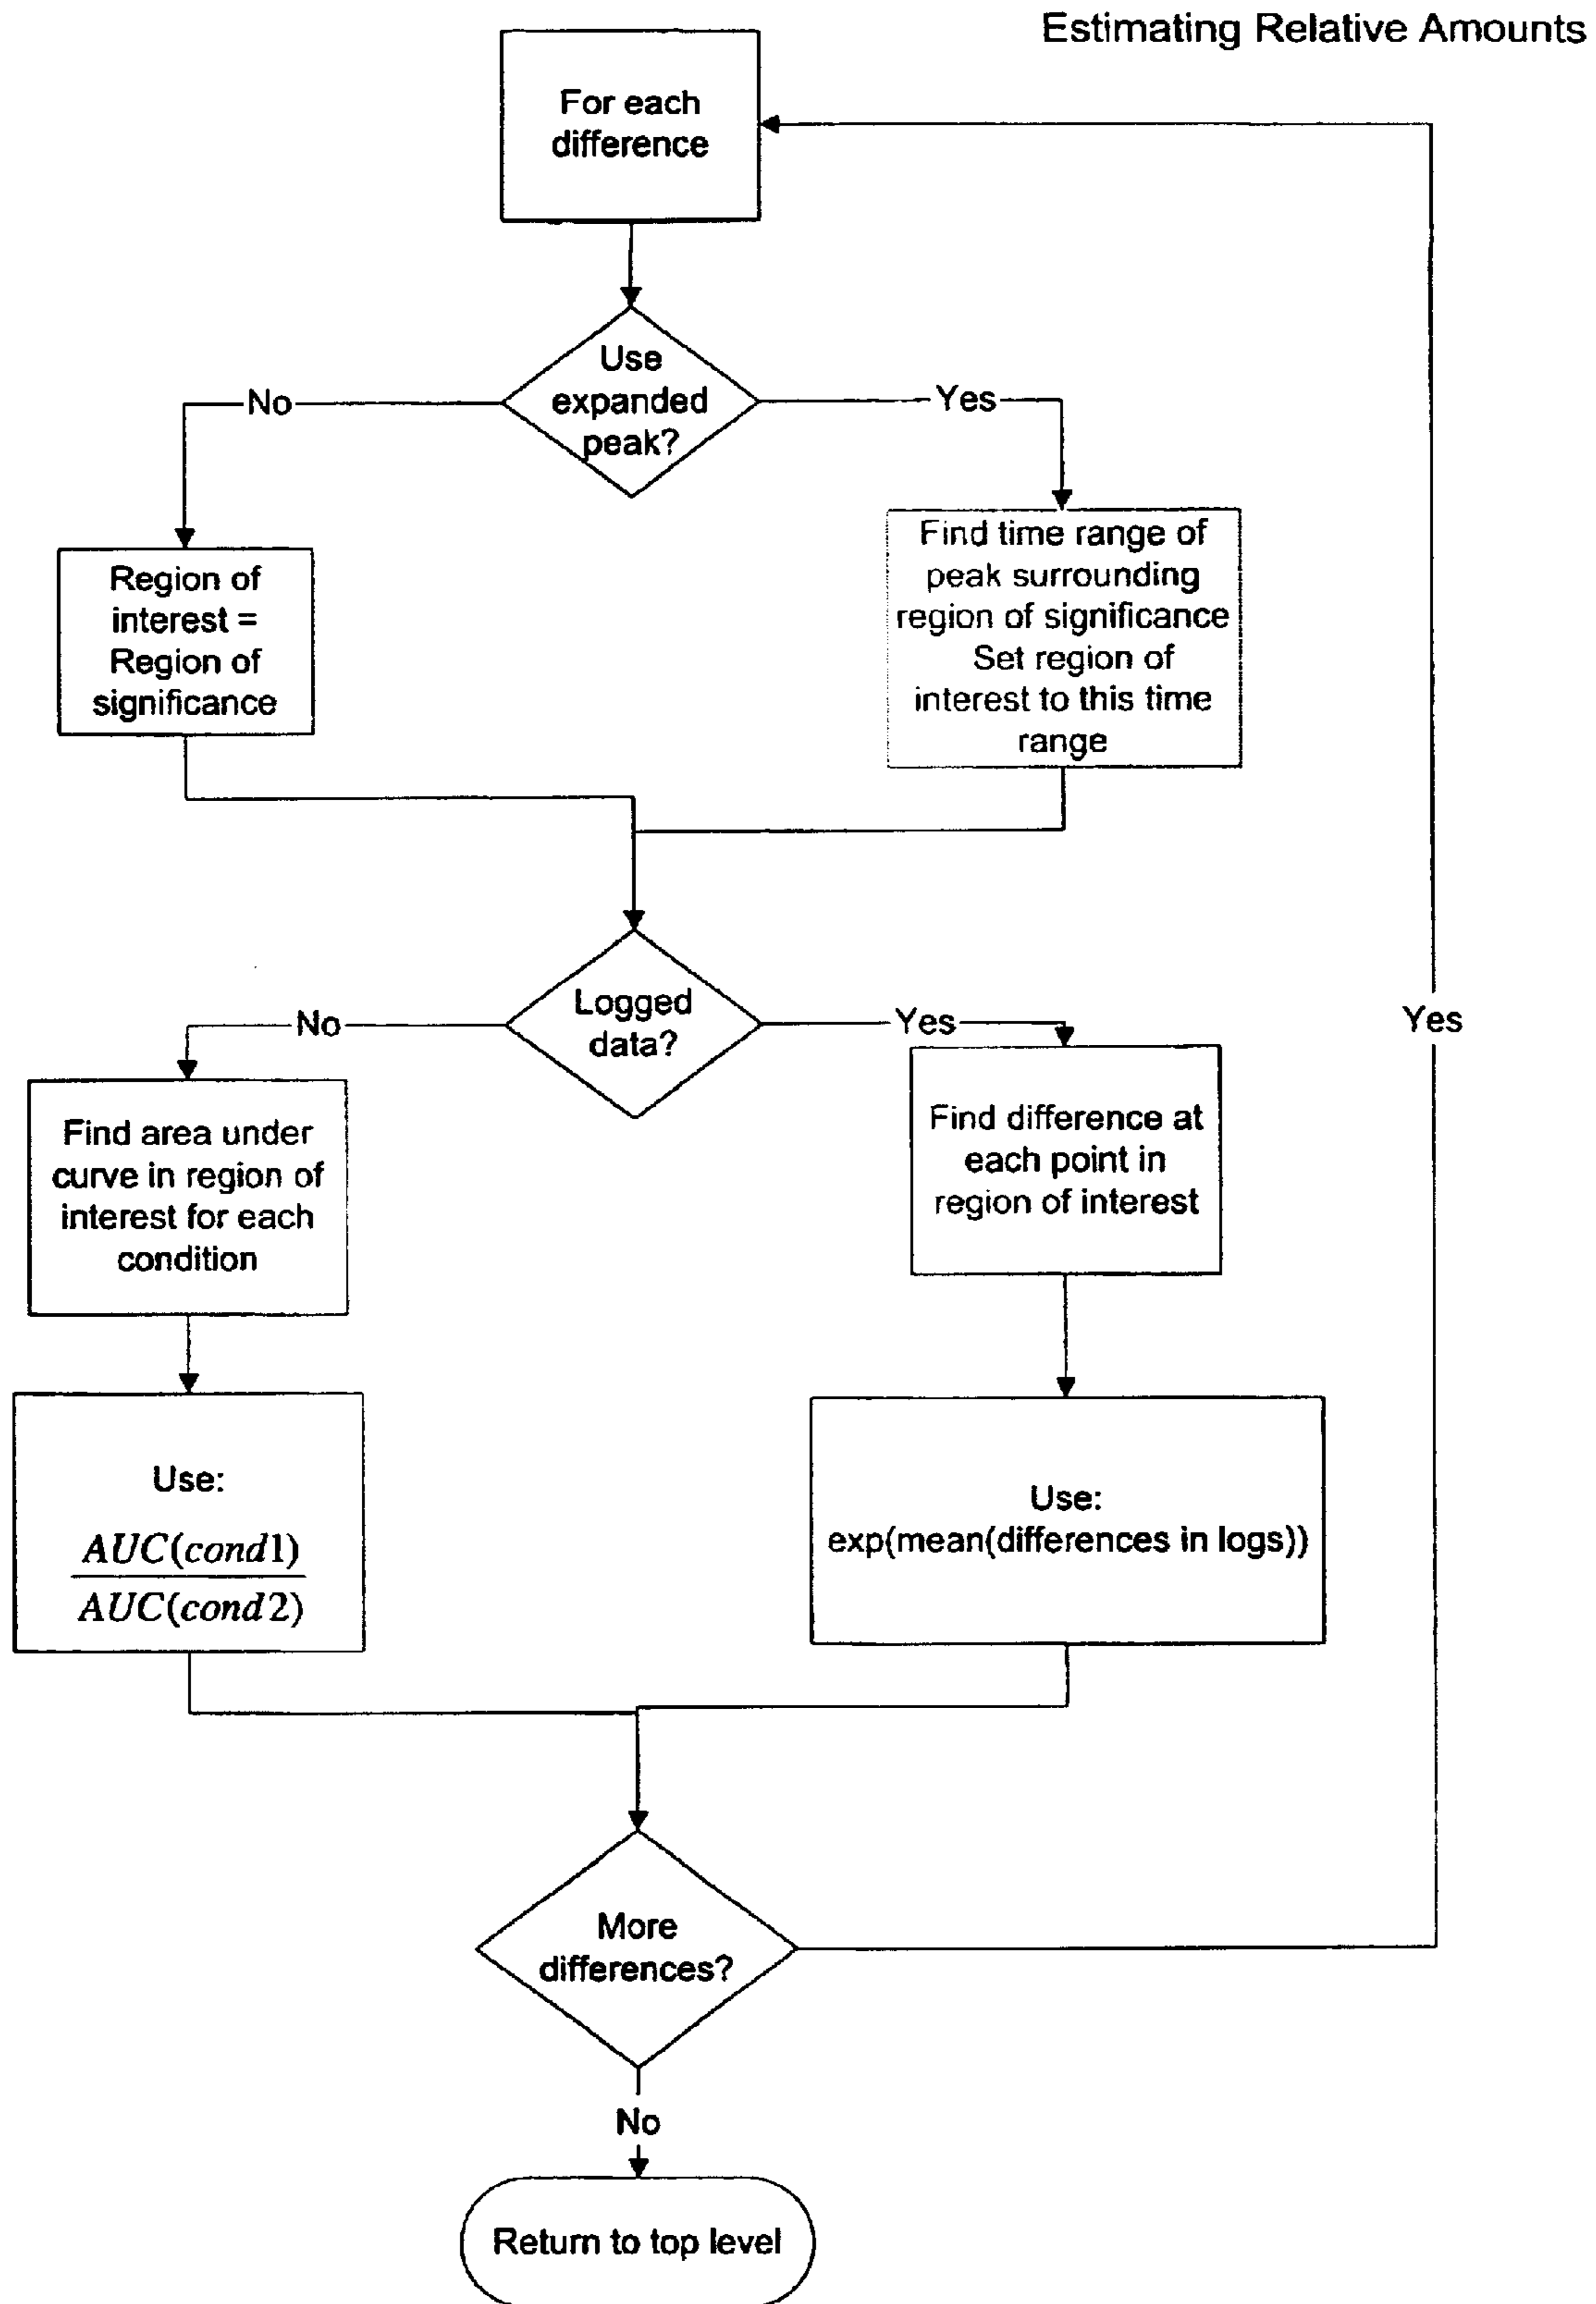 Estimating Relative Amounts
For each
difference
Use
expanded
peak?
No
Yes
Region of
interest =
Region of
significance
Find time range of
peak surrounding
region of significance
Set region of
interest to this time
range
Logged
data?
No
Yes
Yes
Find area under
curve in region of
interest for each
condition
Find difference at
each point in
region of interest
Use:
AUC(cond1)
AUC(cond2)
Use:
exp(mean(differences in logs))
More
differences?
No
Return to top level